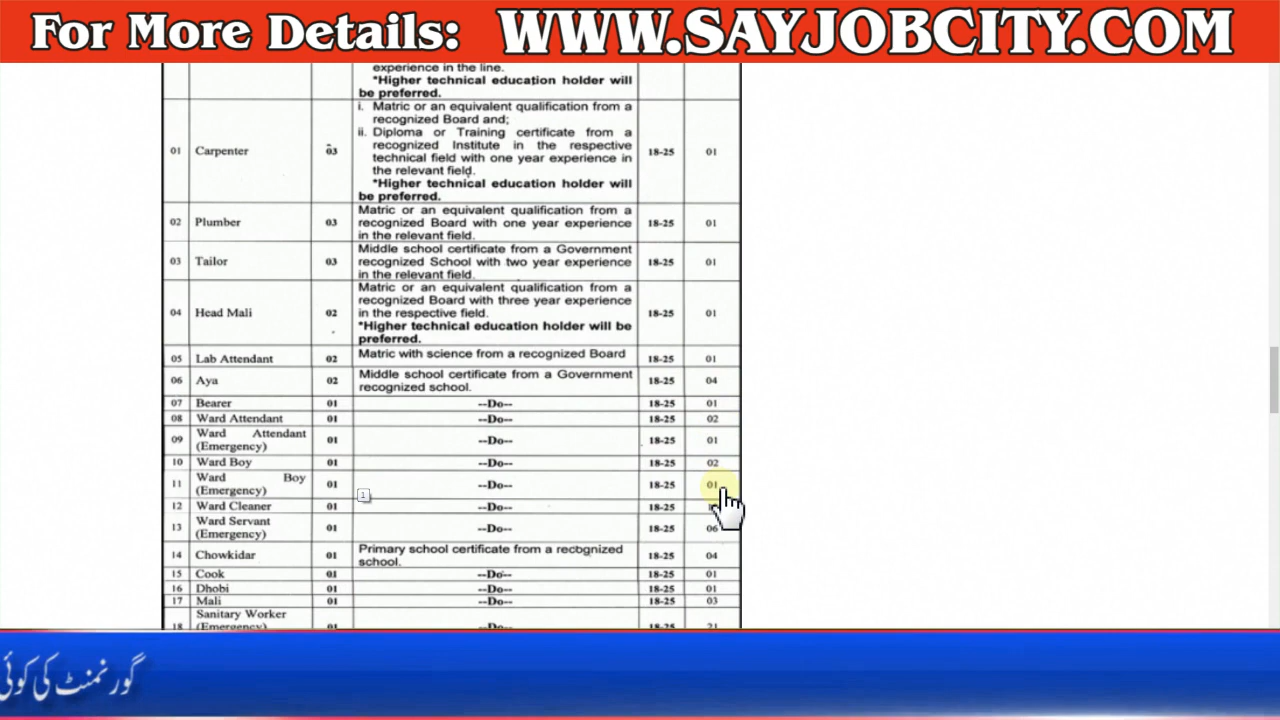 For More Details: WWW.SAYJOBCITY.COM
experience in the line.
*Higher technical education holder will
be preferred.
01 Carpenter 03 i. Matric or an equivalent qualification from a
recognized Board and;
ii. Diploma or Training certificate from a
recognized Institute in the respective
technical field with one year experience in
the relevant field.
*Higher technical education holder will
be preferred. 18-25 01
02 Plumber 03 Matric or an equivalent qualification from a
recognized Board with one year experience
in the relevant field. 18-25 01
03 Tailor 03 Middle school certificate from a Government
recognized School with two year experience
in the relevant field. 18-25 01
04 Head Mali 02 Matric or an equivalent qualification from a
recognized Board with three year experience
in the respective field.
*Higher technical education holder will be
preferred. 18-25 01
05 Lab Attendant 02 Matric with science from a recognized Board 18-25 01
06 Aya 02 Middle school certificate from a Government
recognized school. 18-25 04
07 Bearer 01 --Do-- 18-25 01
08 Ward Attendant 01 --Do-- 18-25 02
09 Ward Attendant
(Emergency) 01 --Do-- 18-25 01
10 Ward Boy 01 --Do-- 18-25 02
11 Ward Boy
(Emergency) 01 --Do-- 18-25 01
1
12 Ward Cleaner 01 --Do-- 18-25
13 Ward Servant
(Emergency) 01 --Do-- 18-25 06
14 Chowkidar 01 Primary school certificate from a recognized
school. 18-25 04
15 Cook 01 --Do-- 18-25 01
16 Dhobi 01 --Do-- 18-25 01
17 Mali 01 --Do-- 18-25 03
Sanitary Worker
18 (Emergency) 01 --Do-- 18-25 21
گورنمنٹ کی کوئی